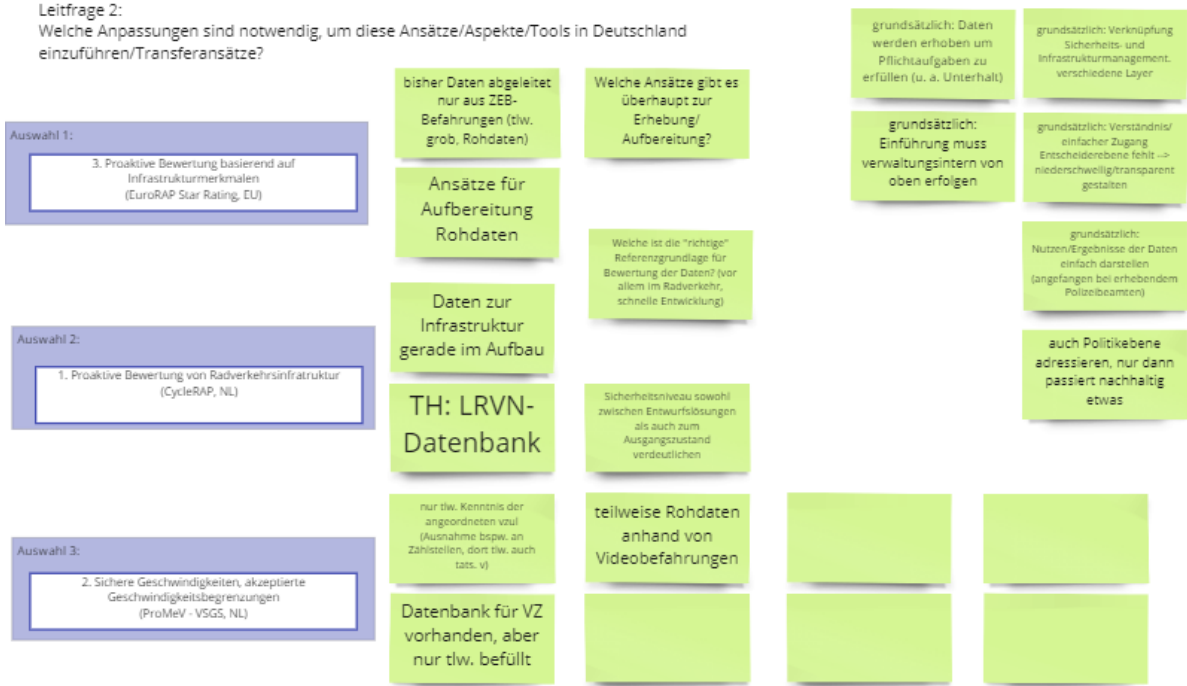 Leitfrage 2:
Welche Anpassungen sind notwendig, um diese Ansätze/Aspekte/Tools in Deutschland
einzuführen/Transferansätze?
Auswahl 1:
3. Proaktive Bewertung basierend auf
Infrastrukturmerkmalen
(EuroRAP Star Rating, EU)
bisher Daten abgeleitet
nur aus ZEB-
Befahrungen (tlw.
grob, Rohdaten)
Welche Ansätze gibt es
überhaupt zur
Erhebung/
Aufbereitung?
Ansätze für
Aufbereitung
Rohdaten
Welche ist die "richtige"
Referenzgrundlage für
Bewertung der Daten? (vor
allem im Radverkehr,
schnelle Entwicklung)
grundsätzlich: Daten
werden erhoben um
Pflichtaufgaben zu
erfüllen (u. a. Unterhalt)
grundsätzlich: Verknüpfung
Sicherheits- und
Infrastrukturmanagement.
verschiedene Layer
grundsätzlich:
Einführung muss
verwaltungsintern von
oben erfolgen
grundsätzlich: Verständnis/
einfacher Zugang
Entscheiderebene fehlt -->
niederschwellig/transparent
gestalten
grundsätzlich:
Nutzen/Ergebnisse der Daten
einfach darstellen
(angefangen bei erhebendem
Polizeibeamten)
auch Politikebene
adressieren, nur dann
passiert nachhaltig
etwas
Auswahl 2:
1. Proaktive Bewertung von Radverkehrsinfratruktur
(CycleRAP, NL)
Daten zur
Infrastruktur
gerade im Aufbau
TH: LRVN-
Datenbank
Sicherheitsniveau sowohl
zwischen Entwurfslösungen
als auch zum
Ausgangszustand
verdeutlichen
Auswahl 3:
2. Sichere Geschwindigkeiten, akzeptierte
Geschwindigkeitsbegrenzungen
(ProMeV - VSGS, NL)
nur tlw. Kenntnis der
angeordneten vzul
(Ausnahme bspw. an
Zählstellen, dort tlw. auch
tats. v)
teilweise Rohdaten
anhand von
Videobefahrungen
Datenbank für VZ
vorhanden, aber
nur tlw. befüllt